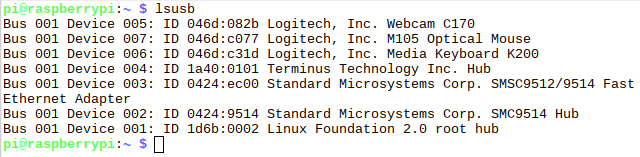 pi@raspberrypi:~ $ lsusb
Bus 001 Device 005: ID 046d:082b Logitech, Inc. Webcam C170
Bus 001 Device 007: ID 046d:c077 Logitech, Inc. M105 Optical Mouse
Bus 001 Device 006: ID 046d:c31d Logitech, Inc. Media Keyboard K200
Bus 001 Device 004: ID 1a40:0101 Terminus Technology Inc. Hub
Bus 001 Device 003: ID 0424:ec00 Standard Microsystems Corp. SMSC9512/9514 Fast
Ethernet Adapter
Bus 001 Device 002: ID 0424:9514 Standard Microsystems Corp. SMC9514 Hub
Bus 001 Device 001: ID 1d6b:0002 Linux Foundation 2.0 root hub
pi@raspberrypi:~ $